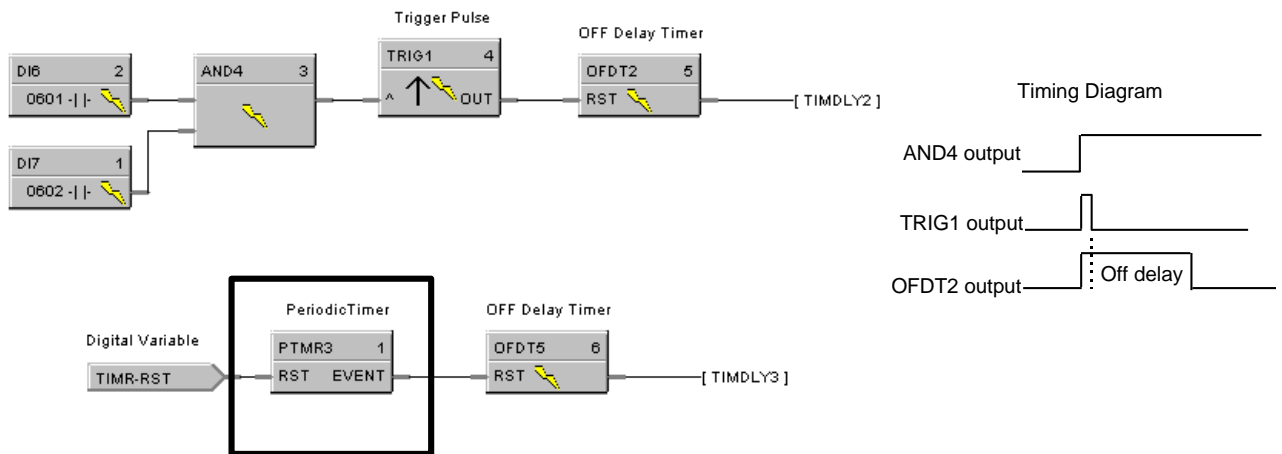 Trigger Pulse
OFF Delay Timer
TRIG1 4
^ OUT
DI6 2
0601 -| |-
AND4 3
OFDT2 5
RST
[ TIMDLY2 ]
DI7 1
0602 -| |-
Timing Diagram
AND4 output
TRIG1 output
OFDT2 output
Off delay
PeriodicTimer
OFF Delay Timer
Digital Variable
TIMR-RST
PTMR3 1
RST EVENT
OFDT5 6
RST
[ TIMDLY3 ]